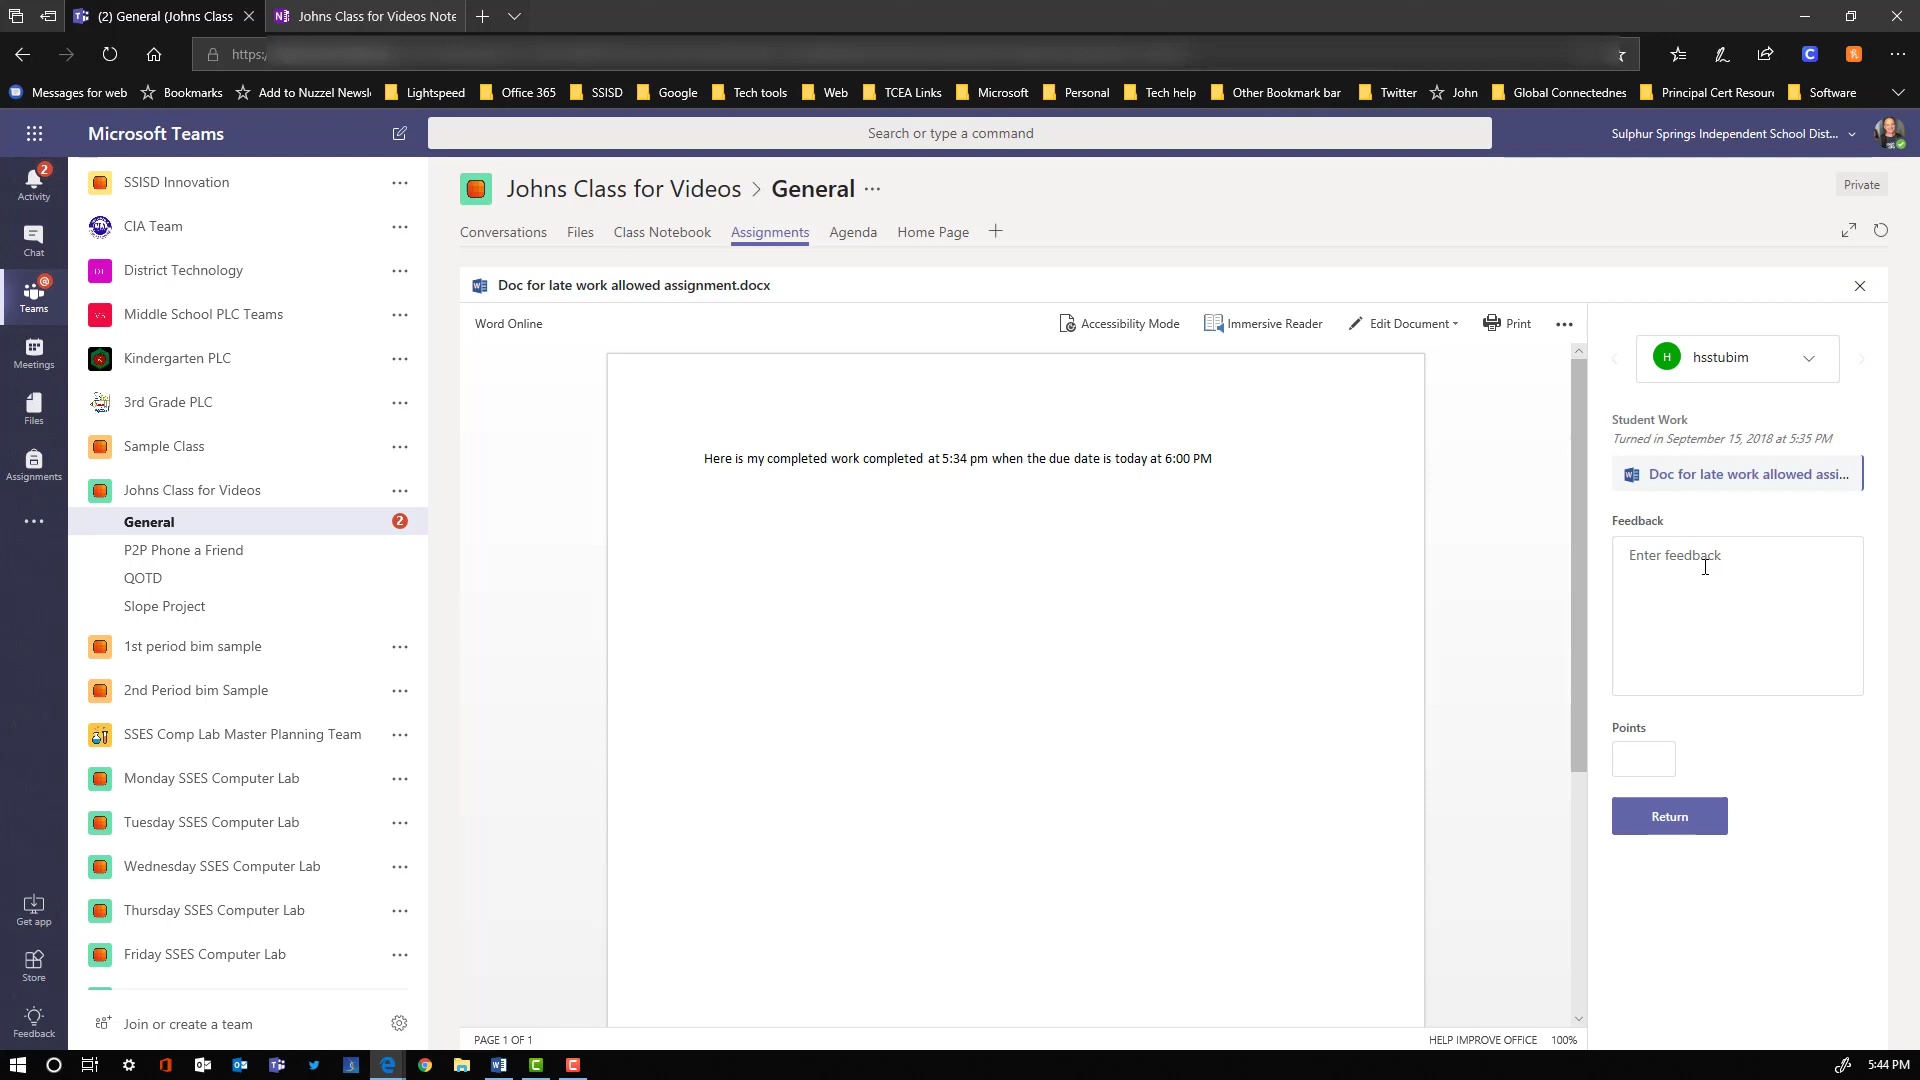 (2) General (Johns Class
Johns Class for Videos Note
https:/
Messages for web
Bookmarks
Add to Nuzzel Newsl
Lightspeed
Office 365
SSISD
Google
Tech tools
Web
TCEA Links
Microsoft
Personal
Tech help
Other Bookmark bar
Twitter
John
Global Connectednes
Principal Cert Resourc
Software
Microsoft Teams
Search or type a command
Sulphur Springs Independent School Dist...
2
Activity
Chat
Teams
Meetings
Files
Assignments
Get app
Store
Feedback
SSISD Innovation
CIA Team
DT
District Technology
Middle School PLC Teams
Kindergarten PLC
3rd Grade PLC
Sample Class
Johns Class for Videos
General
2
P2P Phone a Friend
QOTD
Slope Project
1st period bim sample
2nd Period bim Sample
SSES Comp Lab Master Planning Team
Monday SSES Computer Lab
Tuesday SSES Computer Lab
Wednesday SSES Computer Lab
Thursday SSES Computer Lab
Friday SSES Computer Lab
Join or create a team
Johns Class for Videos > General ...
Private
Conversations
Files
Class Notebook
Assignments
Agenda
Home Page
Doc for late work allowed assignment.docx
Word Online
Accessibility Mode
Immersive Reader
Edit Document
Print
Here is my completed work completed at 5:34 pm when the due date is today at 6:00 PM
PAGE 1 OF 1
HELP IMPROVE OFFICE
100%
H
hsstubim
Student Work
Turned in September 15, 2018 at 5:35 PM
Doc for late work allowed assi...
Feedback
Enter feedback
Points
Return
5:44 PM